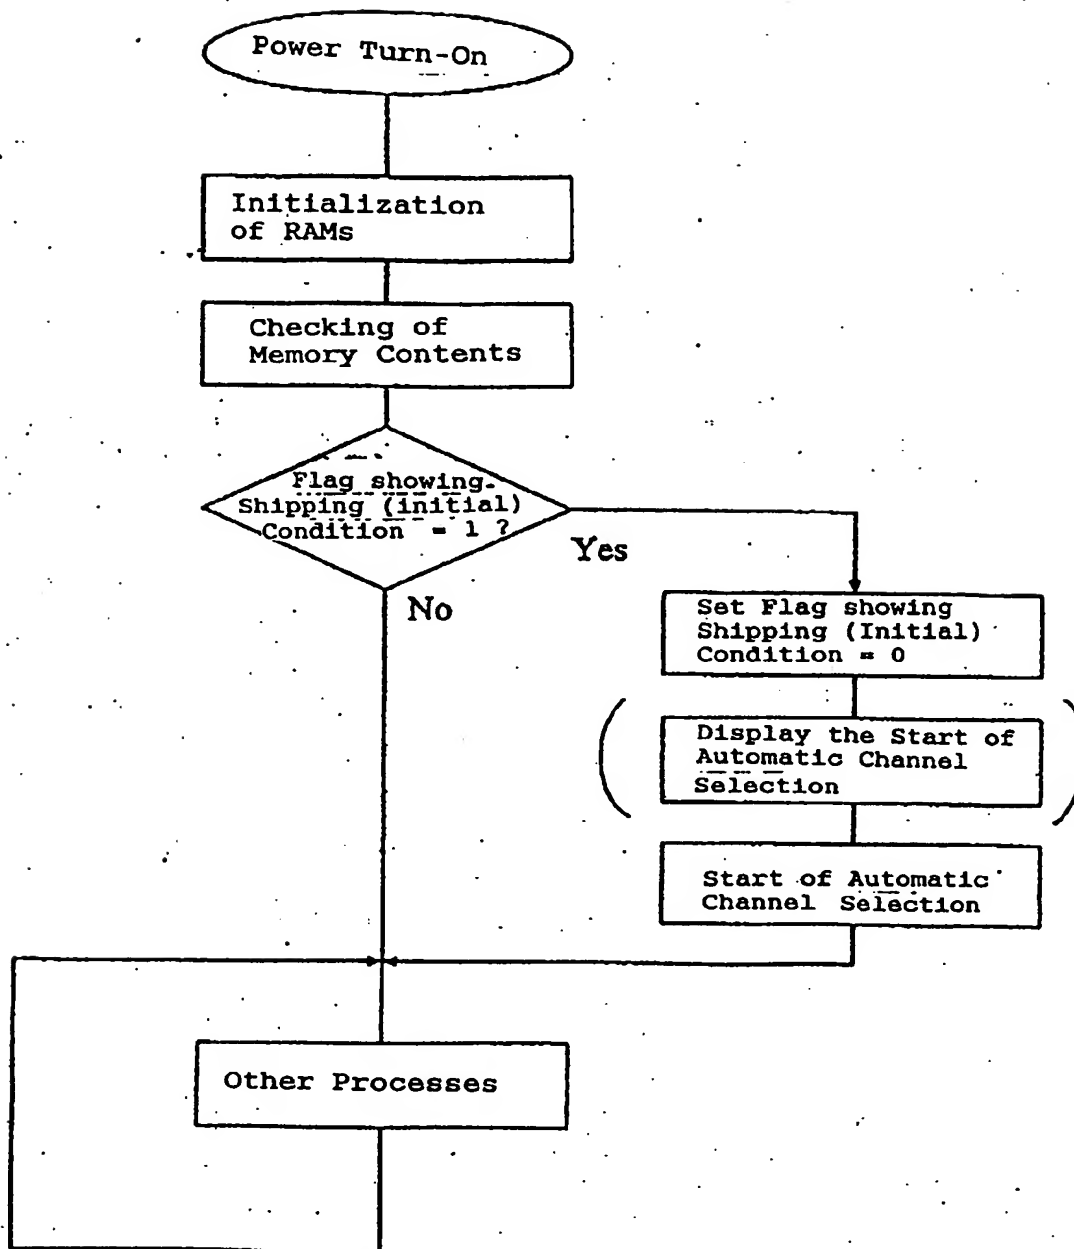 Power Turn-On
Initialization
of RAMs
Checking of
Memory Contents
Flag showing
Shipping (initial)
Condition = 1 ?
Yes
No
Set Flag showing
Shipping (Initial)
Condition = 0
Display the Start of
Automatic Channel
Selection
Start of Automatic
Channel Selection
Other Processes